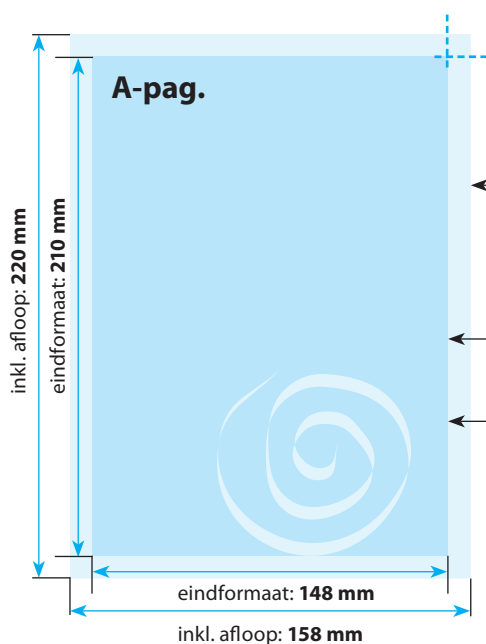 A-pag.
inkl. afloop: 220 mm
eindformaat: 210 mm
eindformaat: 148 mm
inkl. afloop: 158 mm